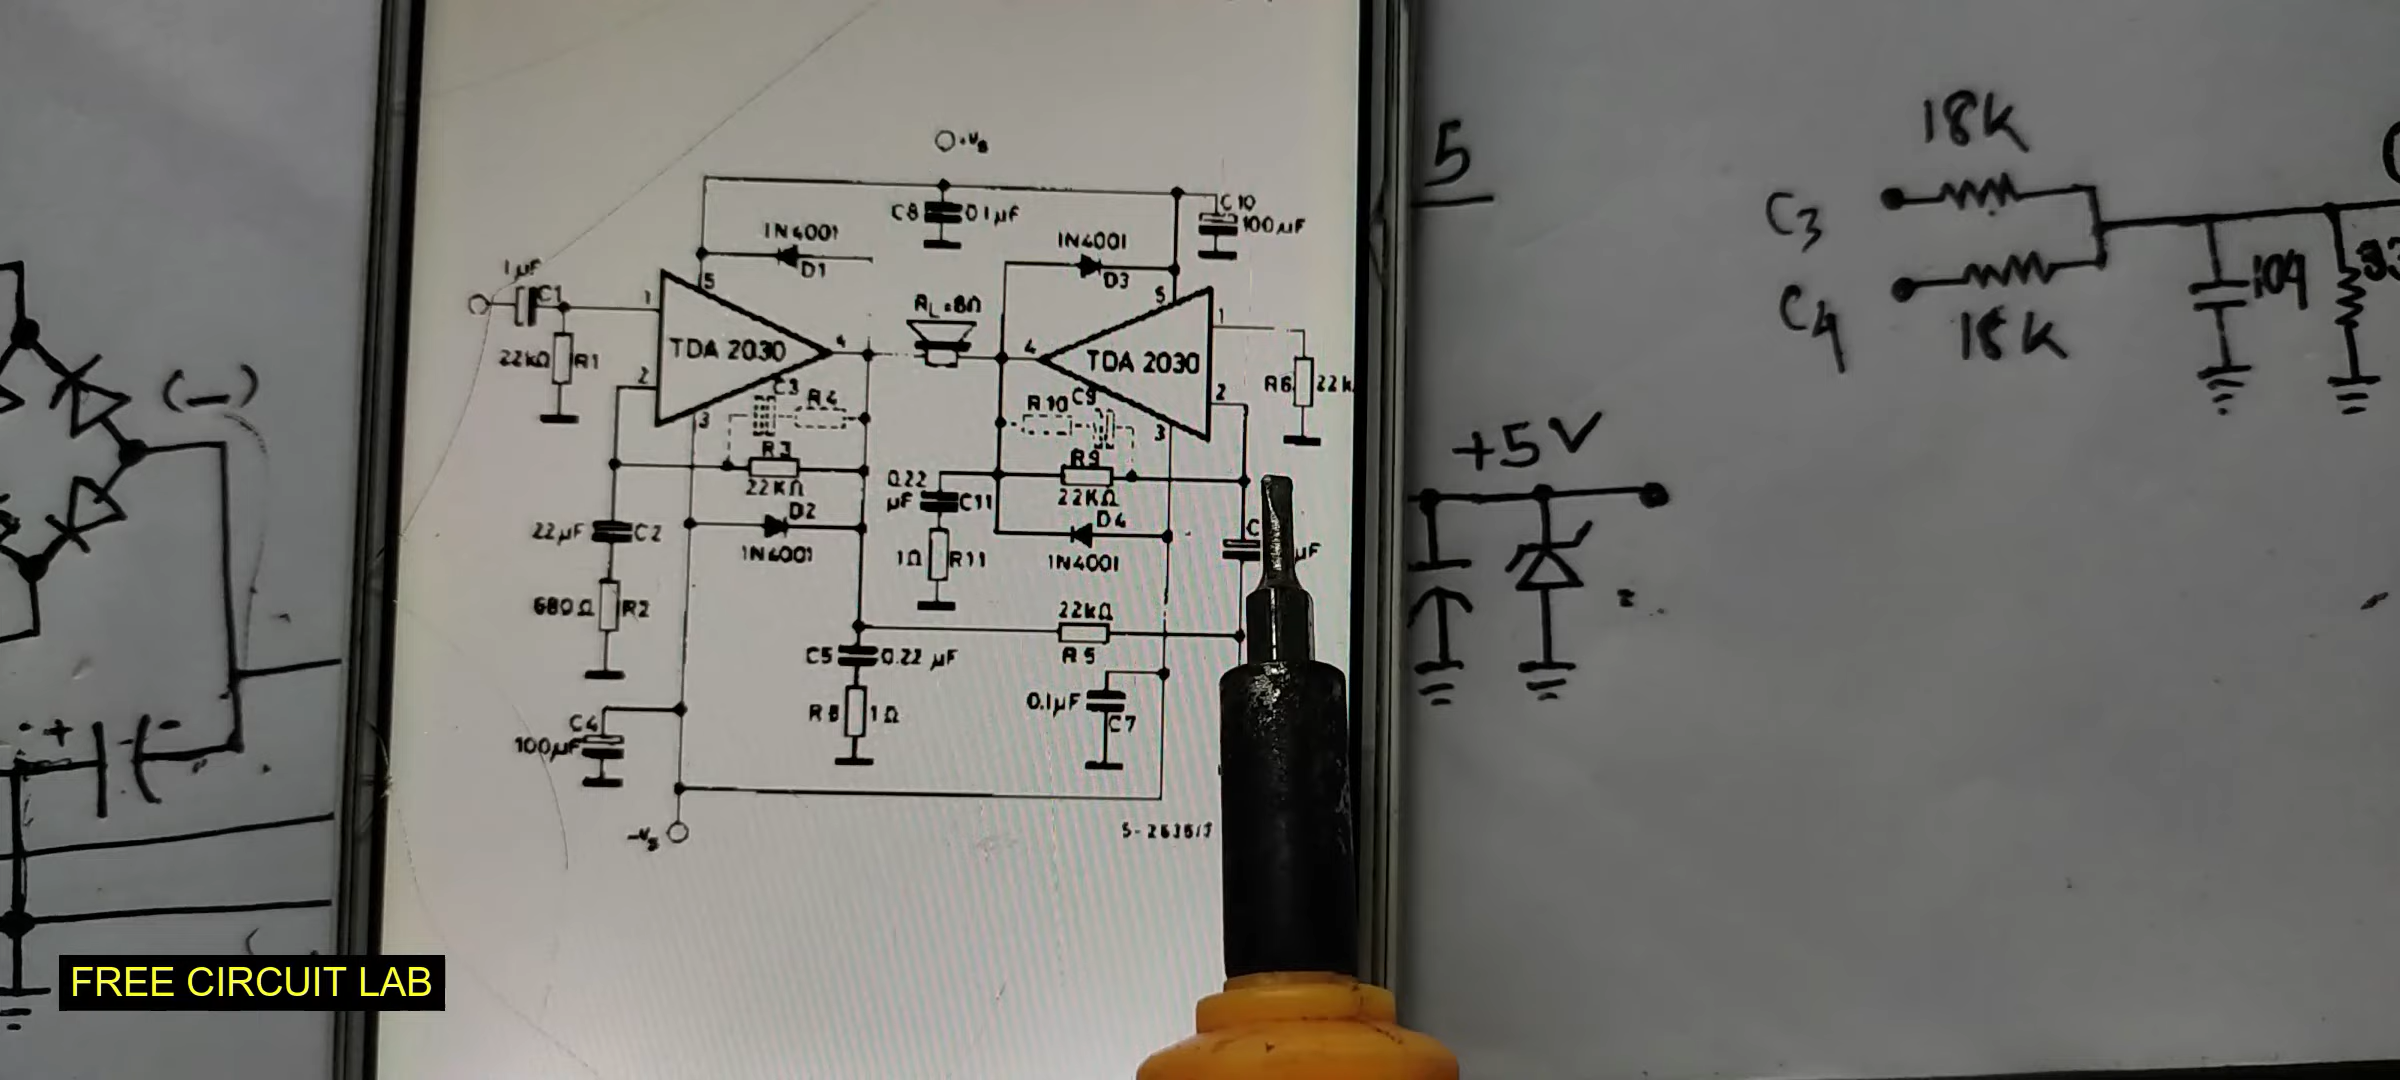 +Vs
C8
0.1µF
C10
100µF
1N4001
D1
1N4001
D3
1µF
C1
1
5
RL=8Ω
5
1
22kΩ
R1
TDA 2030
4
4
TDA 2030
R6
22k
2
C3
R4
R10
C9
2
3
3
R3
22KΩ
0.22
µF
C11
R9
22KΩ
22µF
C2
D2
1N4001
1Ω
R11
D4
1N4001
C
µF
680Ω
R2
22kΩ
R5
C5
0.22 µF
R8
1Ω
0.1µF
C7
C4
100µF
-Vs
(-)
+
-
5
18K
C3
C4
18K
104
33
+5V
FREE CIRCUIT LAB